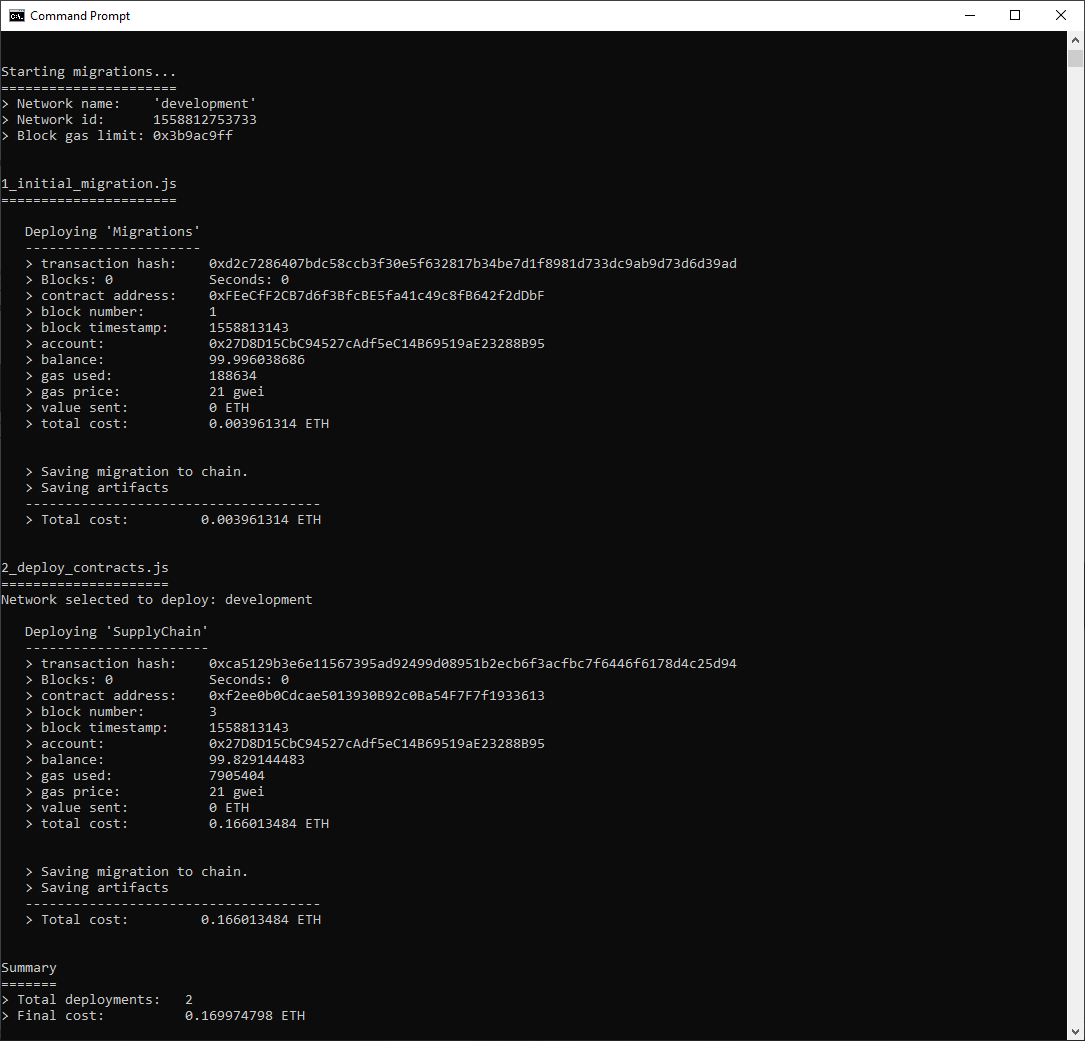 Command Prompt
Starting migrations...
======================
> Network name:    'development'
> Network id:      1558812753733
> Block gas limit: 0x3b9ac9ff
1_initial_migration.js
======================
   Deploying 'Migrations'
   ----------------------
   > transaction hash:    0xd2c7286407bdc58ccb3f30e5f632817b34be7d1f8981d733dc9ab9d73d6d39ad
   > Blocks: 0            Seconds: 0
   > contract address:    0xFEeCfF2CB7d6f3BfcBE5fa41c49c8fB642f2dDbF
   > block number:        1
   > block timestamp:     1558813143
   > account:             0x27D8D15CbC94527cAdf5eC14B69519aE23288B95
   > balance:             99.996038686
   > gas used:            188634
   > gas price:           21 gwei
   > value sent:          0 ETH
   > total cost:          0.003961314 ETH
   > Saving migration to chain.
   > Saving artifacts
   -------------------------------------
   > Total cost:         0.003961314 ETH
2_deploy_contracts.js
=====================
Network selected to deploy: development
   Deploying 'SupplyChain'
   -----------------------
   > transaction hash:    0xca5129b3e6e11567395ad92499d08951b2ecb6f3acfbc7f6446f6178d4c25d94
   > Blocks: 0            Seconds: 0
   > contract address:    0xf2ee0b0Cdcae5013930B92c0Ba54F7F7f1933613
   > block number:        3
   > block timestamp:     1558813143
   > account:             0x27D8D15CbC94527cAdf5eC14B69519aE23288B95
   > balance:             99.829144483
   > gas used:            7905404
   > gas price:           21 gwei
   > value sent:          0 ETH
   > total cost:          0.166013484 ETH
   > Saving migration to chain.
   > Saving artifacts
   -------------------------------------
   > Total cost:         0.166013484 ETH
Summary
=======
> Total deployments:   2
> Final cost:          0.169974798 ETH